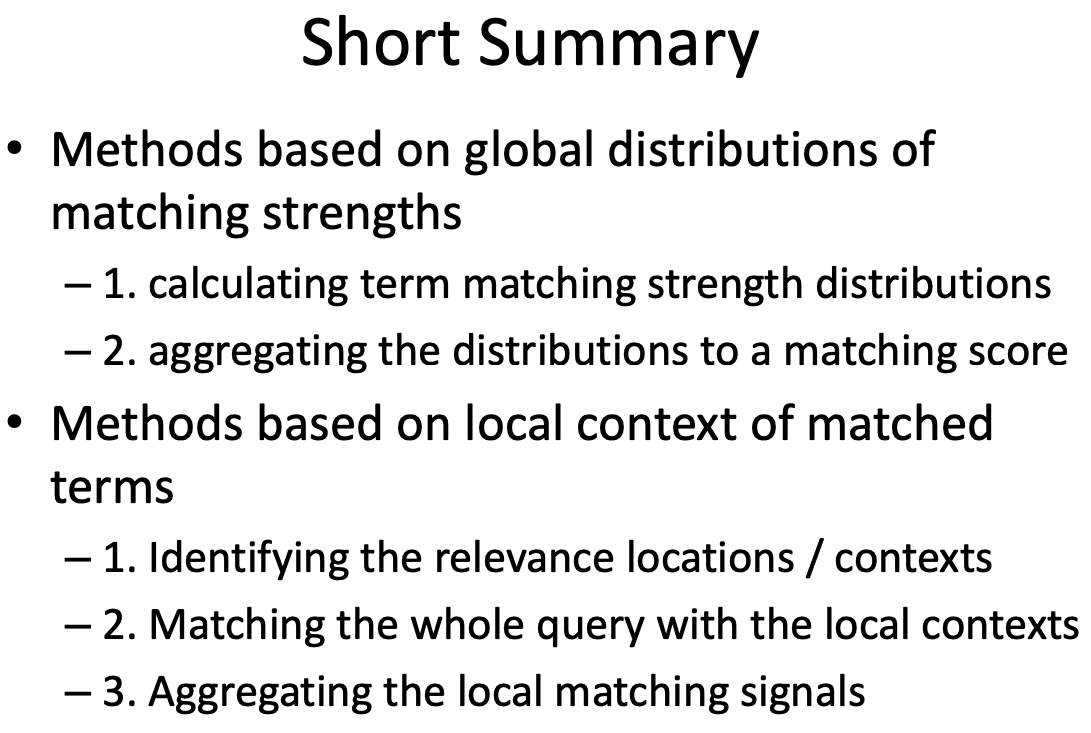 Short Summary
• Methods based on global distributions of
matching strengths
– 1. calculating term matching strength distributions
– 2. aggregating the distributions to a matching score
• Methods based on local context of matched
terms
– 1. Identifying the relevance locations / contexts
– 2. Matching the whole query with the local contexts
– 3. Aggregating the local matching signals